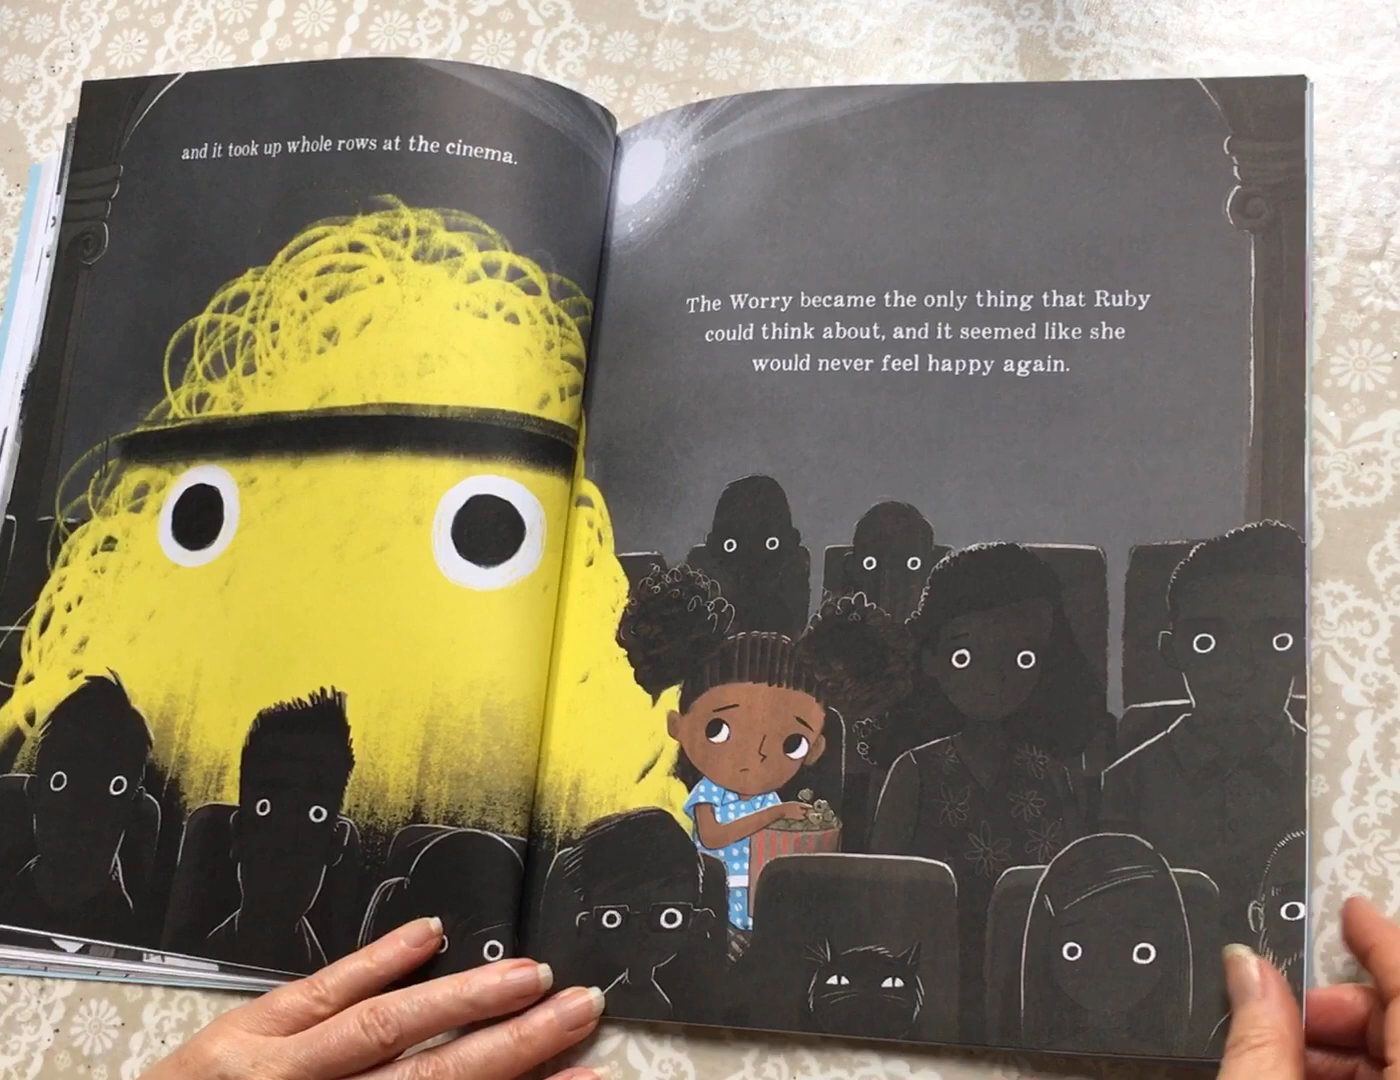 and it took up whole rows at the cinema.
The Worry became the only thing that Ruby
could think about, and it seemed like she
would never feel happy again.